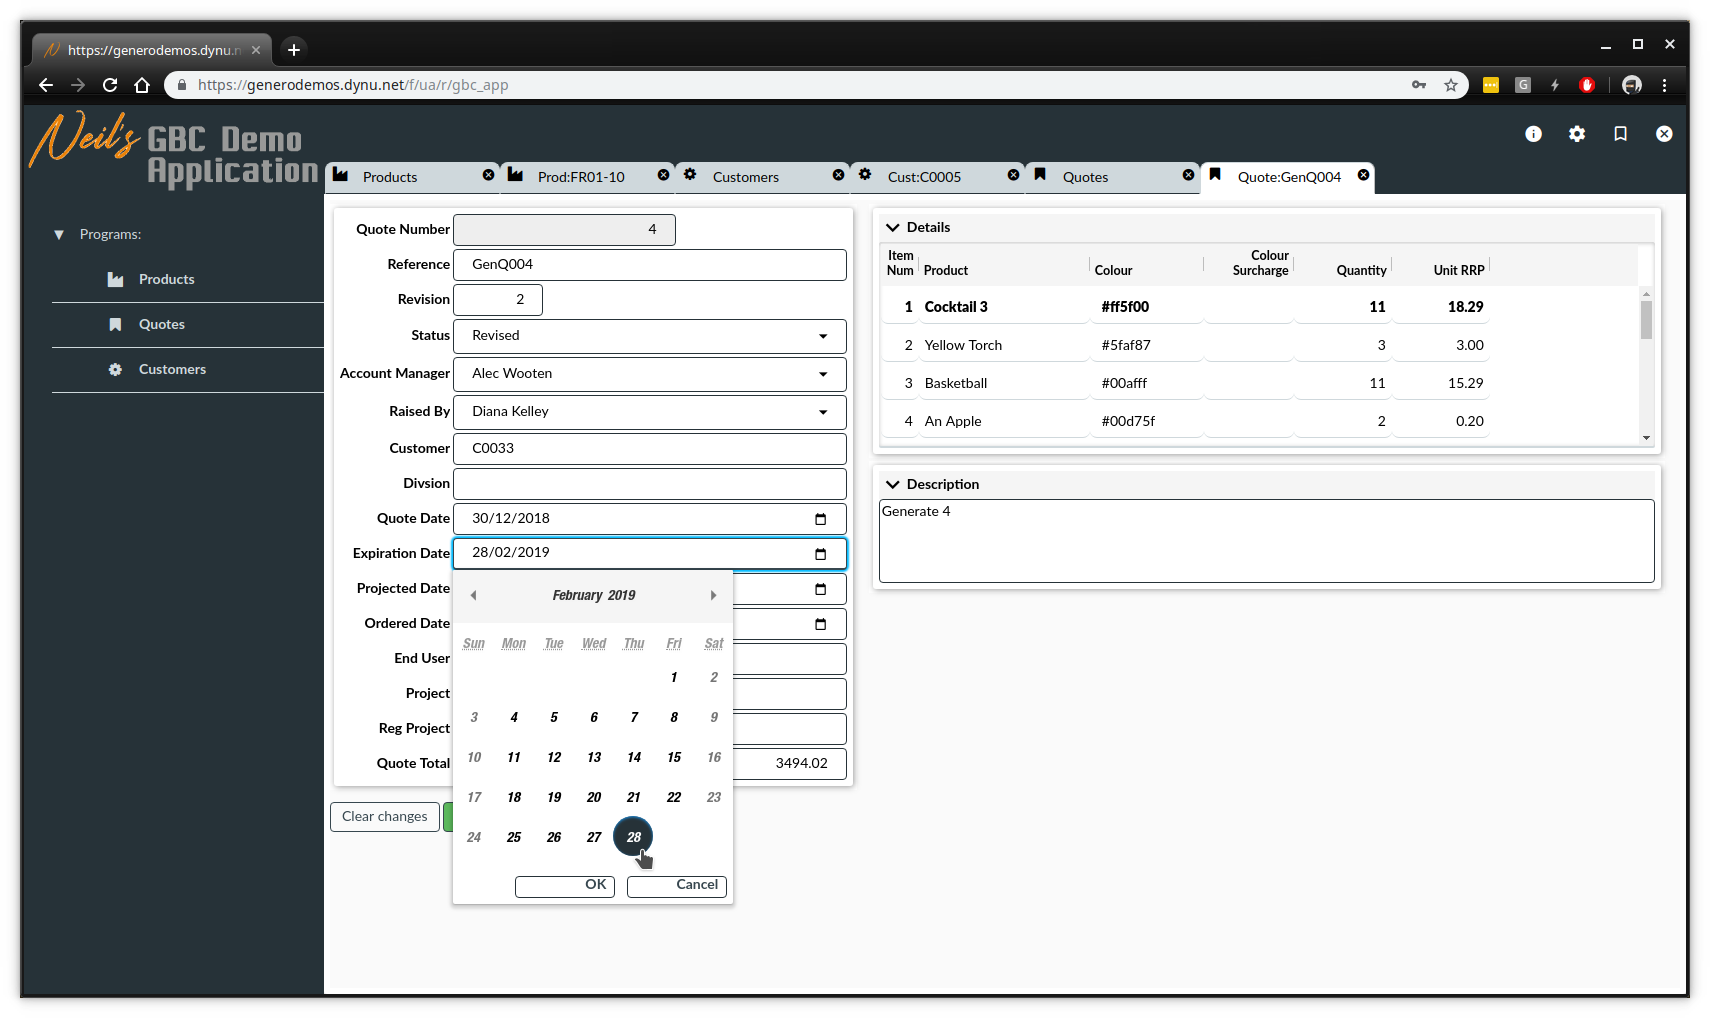 https://generodemos.dynu.n
https://generodemos.dynu.net/f/ua/r/gbc_app
G
Neil's GBC Demo Application
Products
Prod:FR01-10
Customers
Cust:C0005
Quotes
Quote:GenQ004
Programs:
Products
Quotes
Customers
Quote Number 4
Reference GenQ004
Revision 2
Status Revised
Account Manager Alec Wooten
Raised By Diana Kelley
Customer C0033
Divsion
Quote Date 30/12/2018
Expiration Date 28/02/2019
Projected Date
Ordered Date
End User
Project
Reg Project
Quote Total 3494.02
February 2019
Sun Mon Tue Wed Thu Fri Sat
1 2
3 4 5 6 7 8 9
10 11 12 13 14 15 16
17 18 19 20 21 22 23
24 25 26 27 28
OK Cancel
Clear changes
Details
Item Num Product Colour Colour Surcharge Quantity Unit RRP
1 Cocktail 3 #ff5f00 11 18.29
2 Yellow Torch #5faf87 3 3.00
3 Basketball #00afff 11 15.29
4 An Apple #00d75f 2 0.20
Description
Generate 4